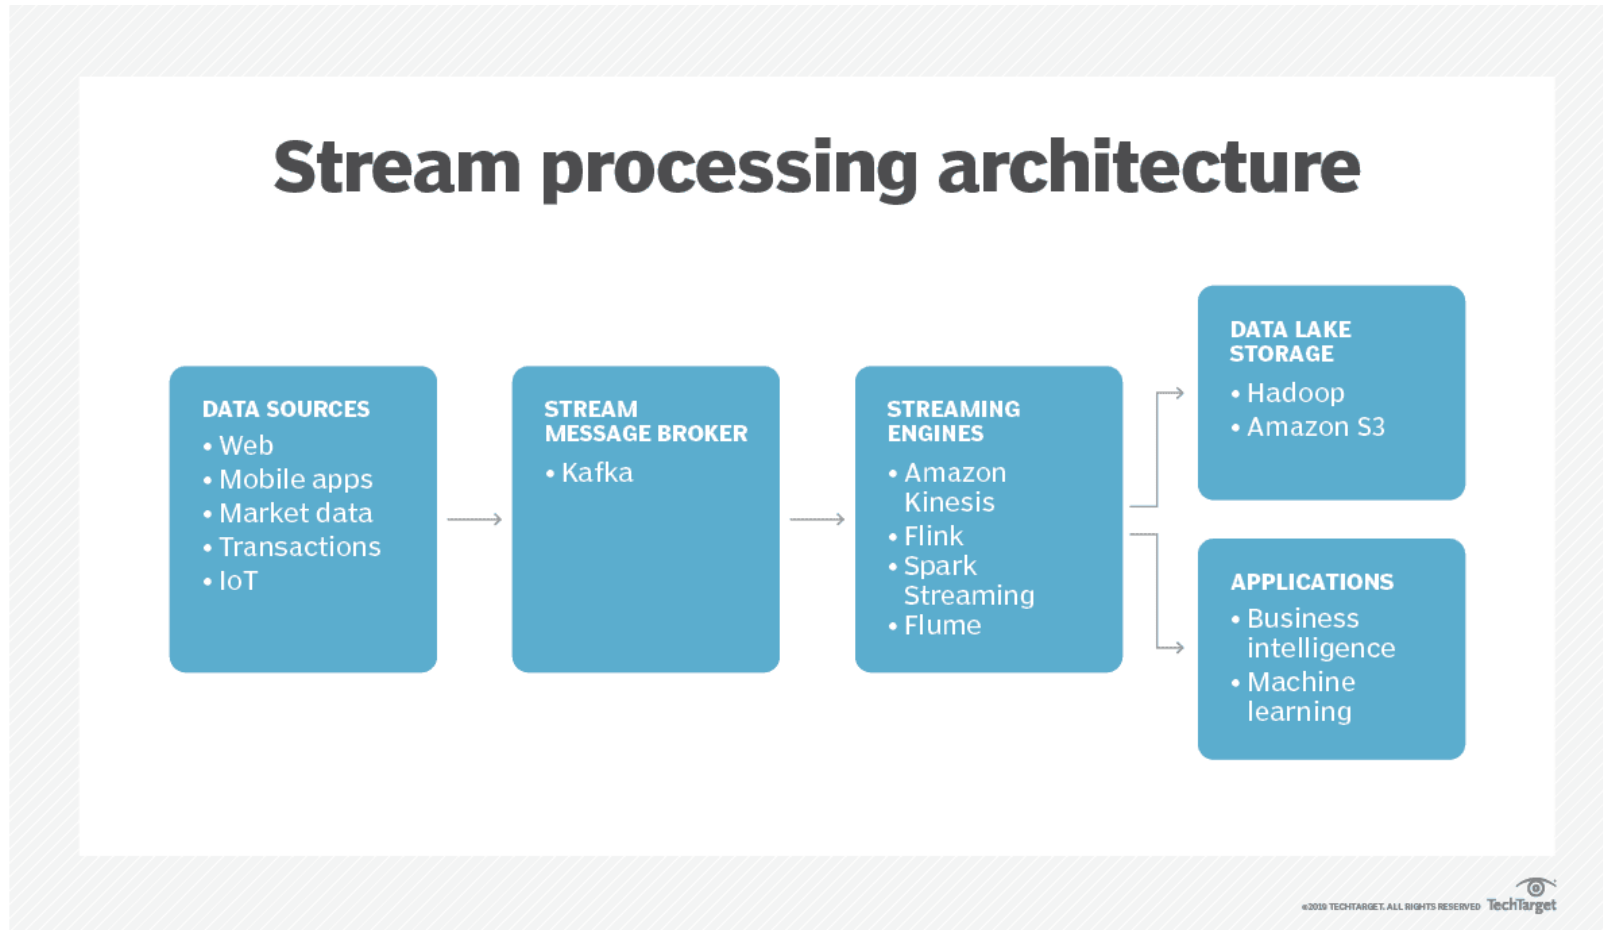 Stream processing architecture
DATA SOURCES
• Web
• Mobile apps
• Market data
• Transactions
• IoT
STREAM
MESSAGE BROKER
• Kafka
STREAMING
ENGINES
• Amazon
Kinesis
• Flink
• Spark
Streaming
• Flume
DATA LAKE
STORAGE
• Hadoop
• Amazon S3
APPLICATIONS
• Business
intelligence
• Machine
learning
©2019 TECHTARGET. ALL RIGHTS RESERVED TechTarget